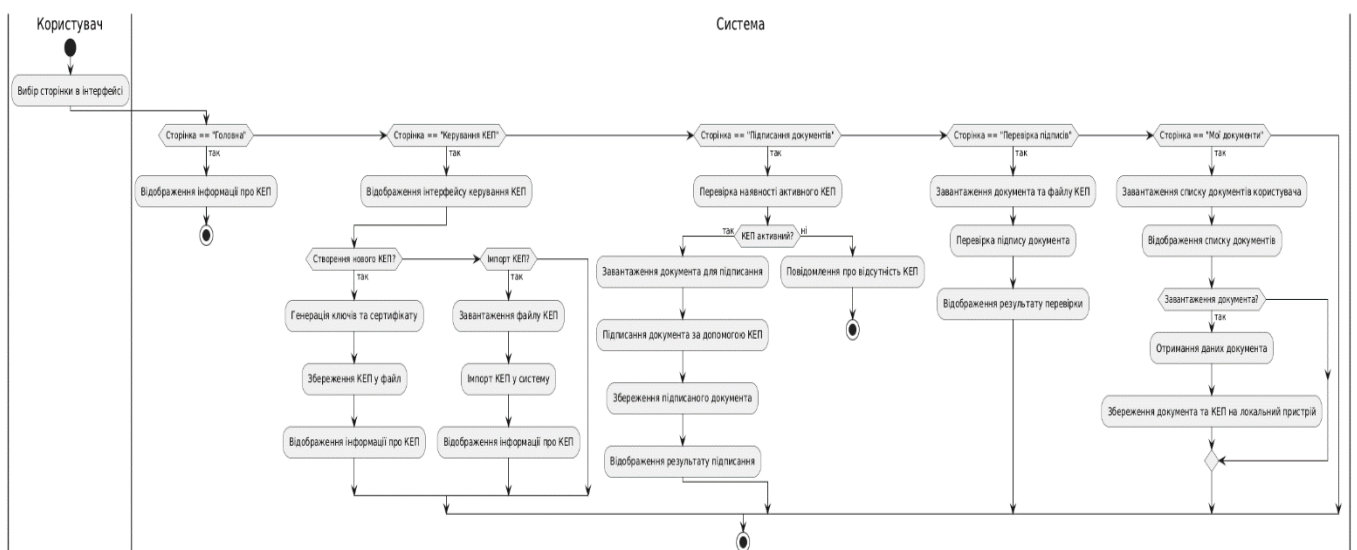 Користувач
Система
Вибір сторінки в інтерфейсі
Сторінка == "Головна"
так
Відображення інформації про КЕП
Сторінка == "Керування КЕП"
так
Відображення інтерфейсу керування КЕП
Створення нового КЕП?
так
Генерація ключів та сертифікату
Збереження КЕП у файл
Відображення інформації про КЕП
Імпорт КЕП?
так
Завантаження файлу КЕП
Імпорт КЕП у систему
Відображення інформації про КЕП
Сторінка == "Підписання документів"
так
Перевірка наявності активного КЕП
так
КЕП активний?
ні
Завантаження документа для підписання
Підписання документа за допомогою КЕП
Збереження підписаного документа
Відображення результату підписання
Повідомлення про відсутність КЕП
Сторінка == "Перевірка підписів"
так
Завантаження документа та файлу КЕП
Перевірка підпису документа
Відображення результату перевірки
Сторінка == "Мої документи"
так
Завантаження списку документів користувача
Відображення списку документів
Завантаження документа?
так
Отримання даних документа
Збереження документа та КЕП на локальний пристрій